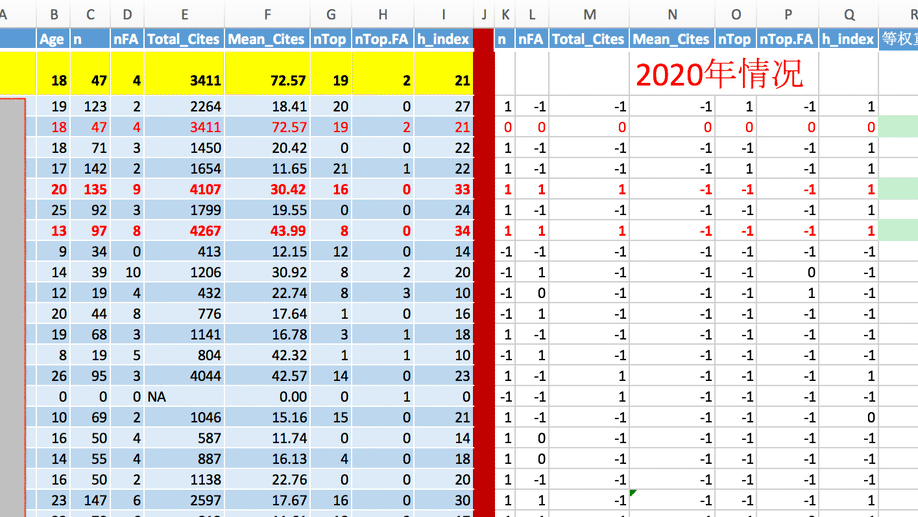 A B C D E F G H I J K L M N O P Q R
Age n nFA Total_Cites Mean_Cites nTop nTop.FA h_index n nFA Total_Cites Mean_Cites nTop nTop.FA h_index 等权
18 47 4 3411 72.57 19 2 21 2020年情况
19 123 2 2264 18.41 20 0 27 1 -1 -1 -1 1 -1 1
18 47 4 3411 72.57 19 2 21 0 0 0 0 0 0 0
18 71 3 1450 20.42 0 0 22 1 -1 -1 -1 -1 -1 1
17 142 2 1654 11.65 21 1 22 1 -1 -1 -1 1 -1 1
20 135 9 4107 30.42 16 0 33 1 1 1 -1 -1 -1 1
25 92 3 1799 19.55 0 0 24 1 -1 -1 -1 -1 -1 1
13 97 8 4267 43.99 8 0 34 1 1 1 -1 -1 -1 1
9 34 0 413 12.15 12 0 14 -1 -1 -1 -1 -1 -1 -1
14 39 10 1206 30.92 8 2 20 -1 1 -1 -1 -1 0 -1
12 19 4 432 22.74 8 3 10 -1 0 -1 -1 -1 1 -1
20 44 8 776 17.64 1 0 16 -1 1 -1 -1 -1 -1 -1
19 68 3 1141 16.78 3 1 18 1 -1 -1 -1 -1 -1 -1
8 19 5 804 42.32 1 1 10 -1 1 -1 -1 -1 -1 -1
26 95 3 4044 42.57 14 0 23 1 -1 1 -1 -1 -1 1
0 0 0 NA 0.00 0 1 0 -1 -1 1 -1 -1 -1 -1
10 69 2 1046 15.16 15 0 21 1 -1 -1 -1 -1 -1 0
16 50 4 587 11.74 0 0 14 1 0 -1 -1 -1 -1 -1
14 55 4 887 16.13 4 0 18 1 0 -1 -1 -1 -1 -1
16 50 2 1138 22.76 0 0 20 1 -1 -1 -1 -1 -1 -1
23 147 6 2597 17.67 16 0 30 1 1 -1 -1 -1 -1 1